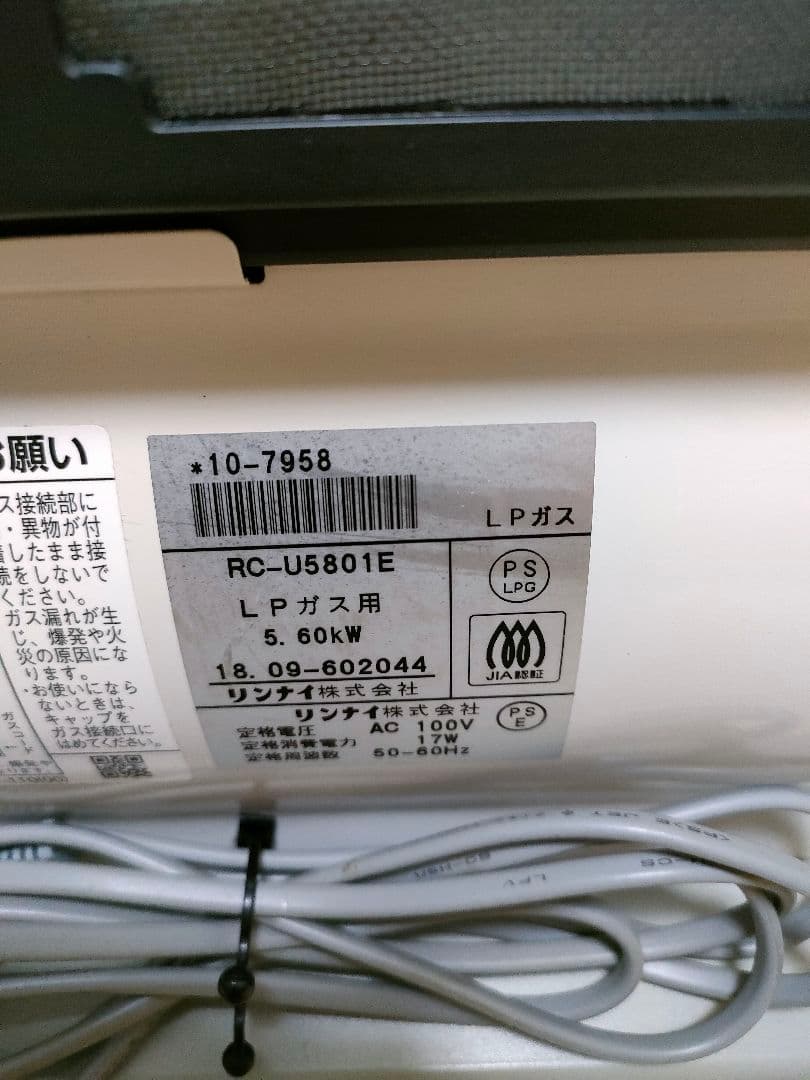 お願い
ス接続部に
・異物が付
着したまま接
続をしないで
ください。
ガス漏れが生
じ、爆発や火
災の原因にな
ります。
・お使いになら
ないときは、
キャップを
ガス接続口に
はめてください。
*10-7958
LPガス
RC-U5801E
LPガス用
5.60kW
18.09-602044
リンナイ株式会社
PS
LPG
JIA認証
リンナイ株式会社
定格電圧 AC 100V
定格消費電力 17W
定格周波数 50-60Hz
PS
E